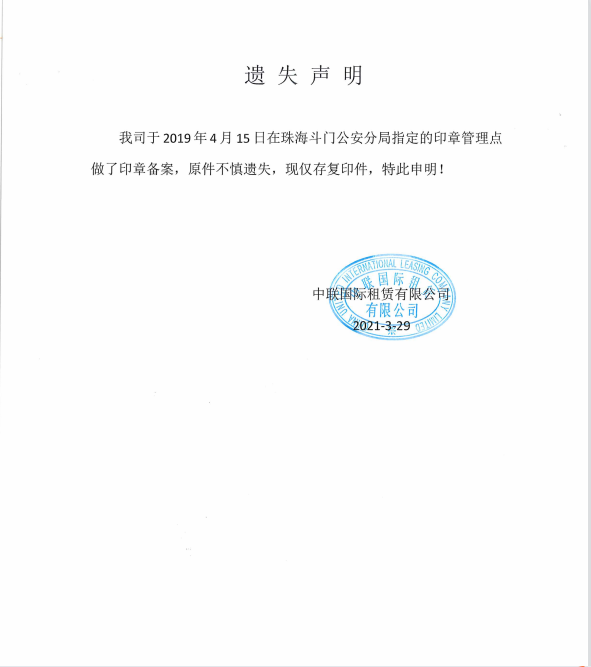 遗失声明
我司于 2019 年 4 月 15 日在珠海斗门公安分局指定的印章管理点
做了印章备案，原件不慎遗失，现仅存复印件，特此申明！
INTERNATIONAL LEASING COMPANY LIMITED
联国际租
中联国际租赁有限公司
有限公司
2021-3-29